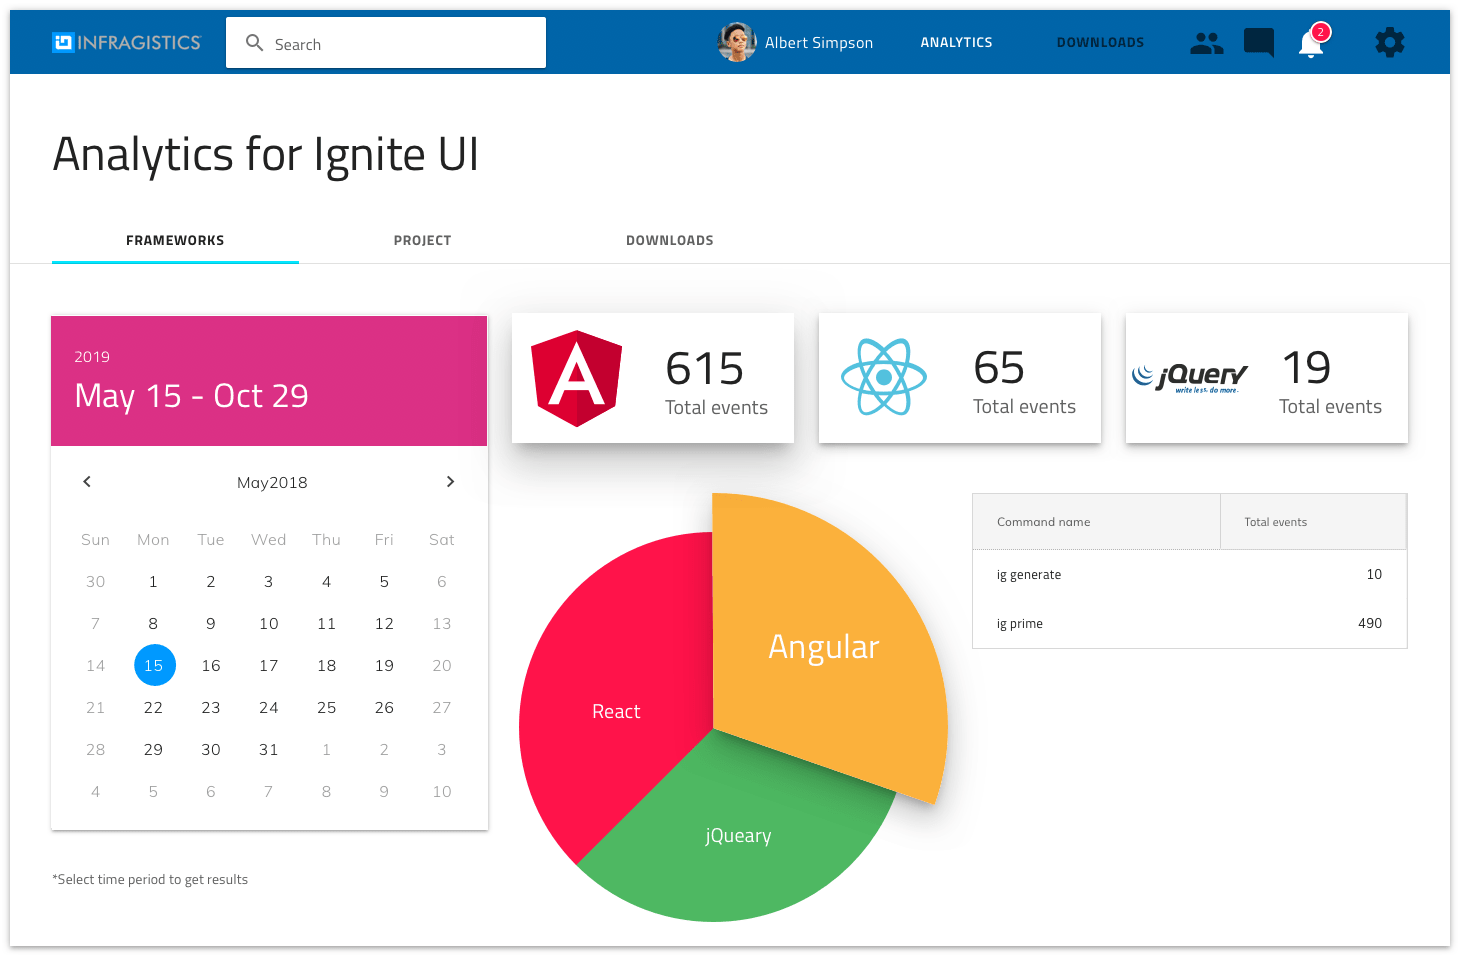 INFRAGISTICS
Search
Albert Simpson
ANALYTICS
DOWNLOADS
2
Analytics for Ignite UI
FRAMEWORKS
PROJECT
DOWNLOADS
2019
May 15 - Oct 29
May2018
Sun Mon Tue Wed Thu Fri Sat
30 1 2 3 4 5 6
7 8 9 10 11 12 13
14 15 16 17 18 19 20
21 22 23 24 25 26 27
28 29 30 31 1 2 3
4 5 6 7 8 9 10
*Select time period to get results
A
615
Total events
65
Total events
jQuery
write less. do more.
19
Total events
Angular
React
jQueary
Command name Total events
ig generate 10
ig prime 490